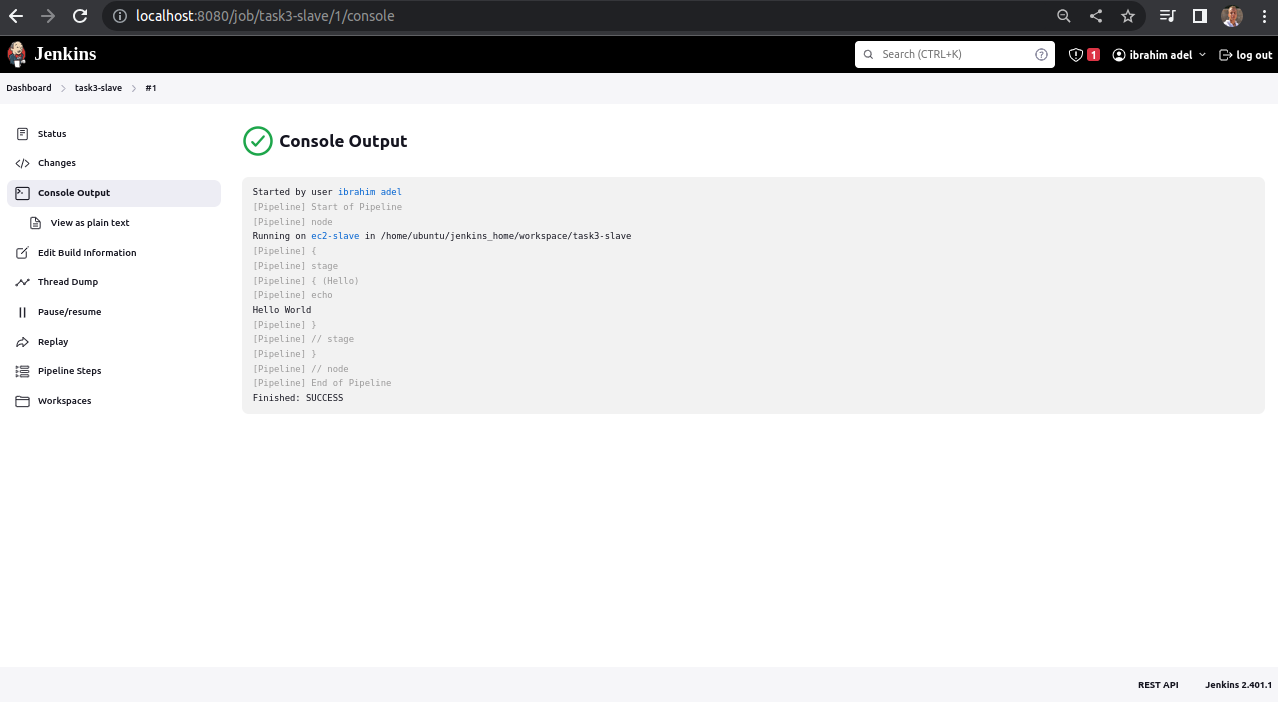 localhost:8080/job/task3-slave/1/console
Jenkins
Search (CTRL+K)
1
ibrahim adel
log out
Dashboard
task3-slave
#1
Status
Changes
Console Output
View as plain text
Edit Build Information
Thread Dump
Pause/resume
Replay
Pipeline Steps
Workspaces
Console Output
Started by user ibrahim adel
[Pipeline] Start of Pipeline
[Pipeline] node
Running on ec2-slave in /home/ubuntu/jenkins_home/workspace/task3-slave
[Pipeline] {
[Pipeline] stage
[Pipeline] { (Hello)
[Pipeline] echo
Hello World
[Pipeline] }
[Pipeline] // stage
[Pipeline] }
[Pipeline] // node
[Pipeline] End of Pipeline
Finished: SUCCESS
REST API
Jenkins 2.401.1